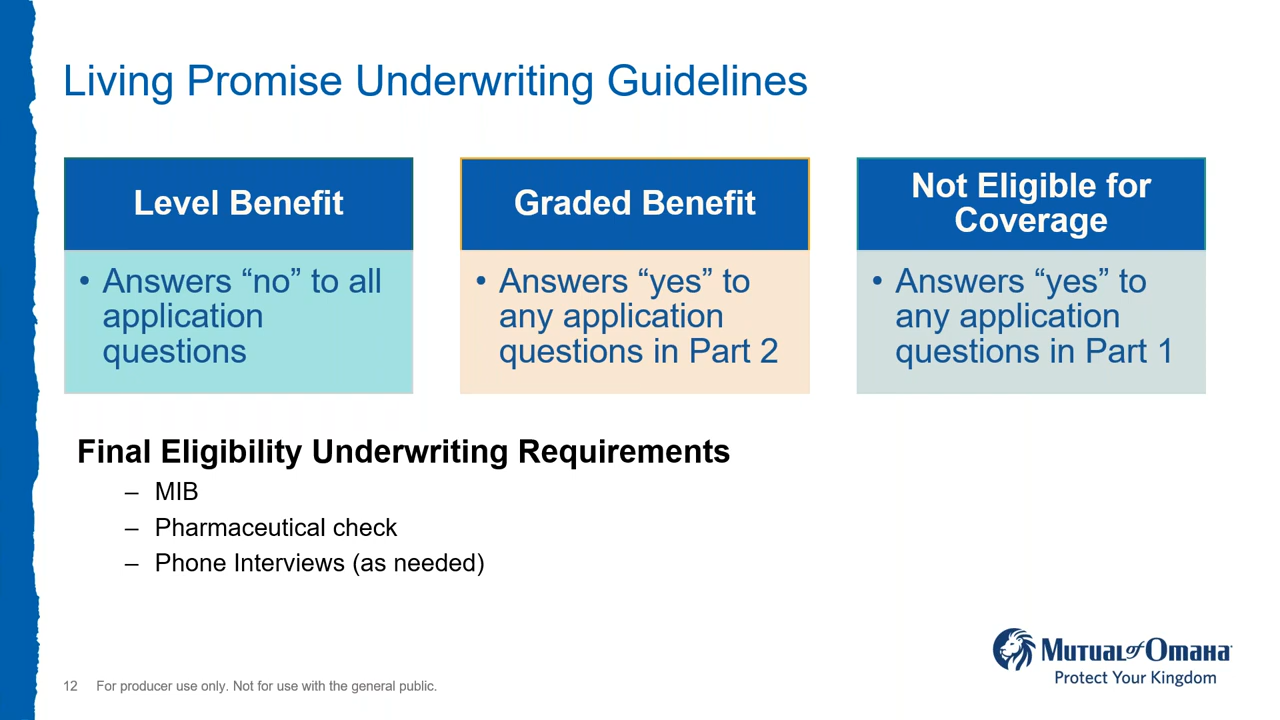 Living Promise Underwriting Guidelines
Level Benefit
• Answers “no” to all
application
questions
Graded Benefit
• Answers “yes” to
any application
questions in Part 2
Not Eligible for
Coverage
• Answers “yes” to
any application
questions in Part 1
Final Eligibility Underwriting Requirements
– MIB
– Pharmaceutical check
– Phone Interviews (as needed)
Mutual of Omaha
Protect Your Kingdom
12 For producer use only. Not for use with the general public.